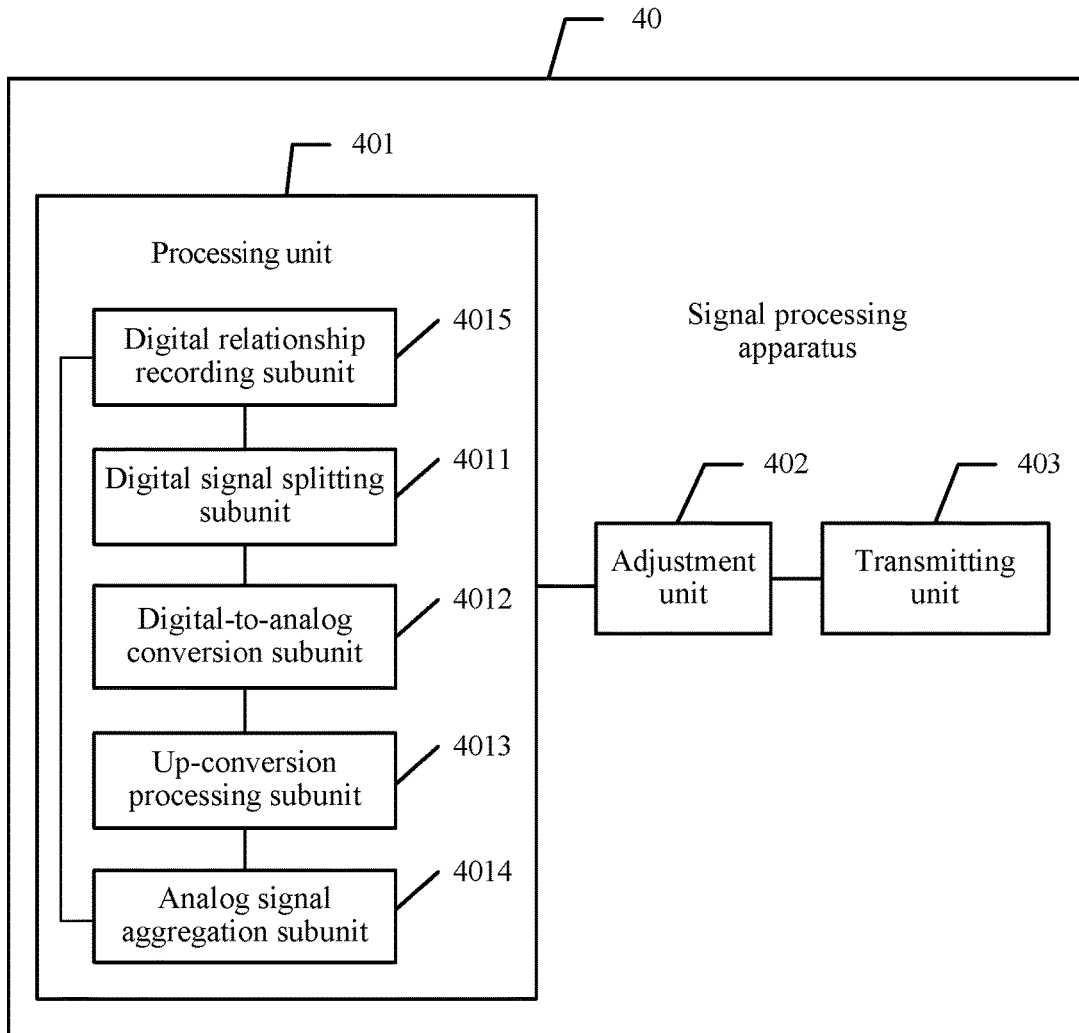 40
401
Processing unit
Digital relationship
recording subunit
4015
Signal processing
apparatus
Digital signal splitting
subunit
4011
402
403
Digital-to-analog
conversion subunit
4012
Adjustment
unit
Transmitting
unit
Up-conversion
processing subunit
4013
Analog signal
aggregation subunit
4014